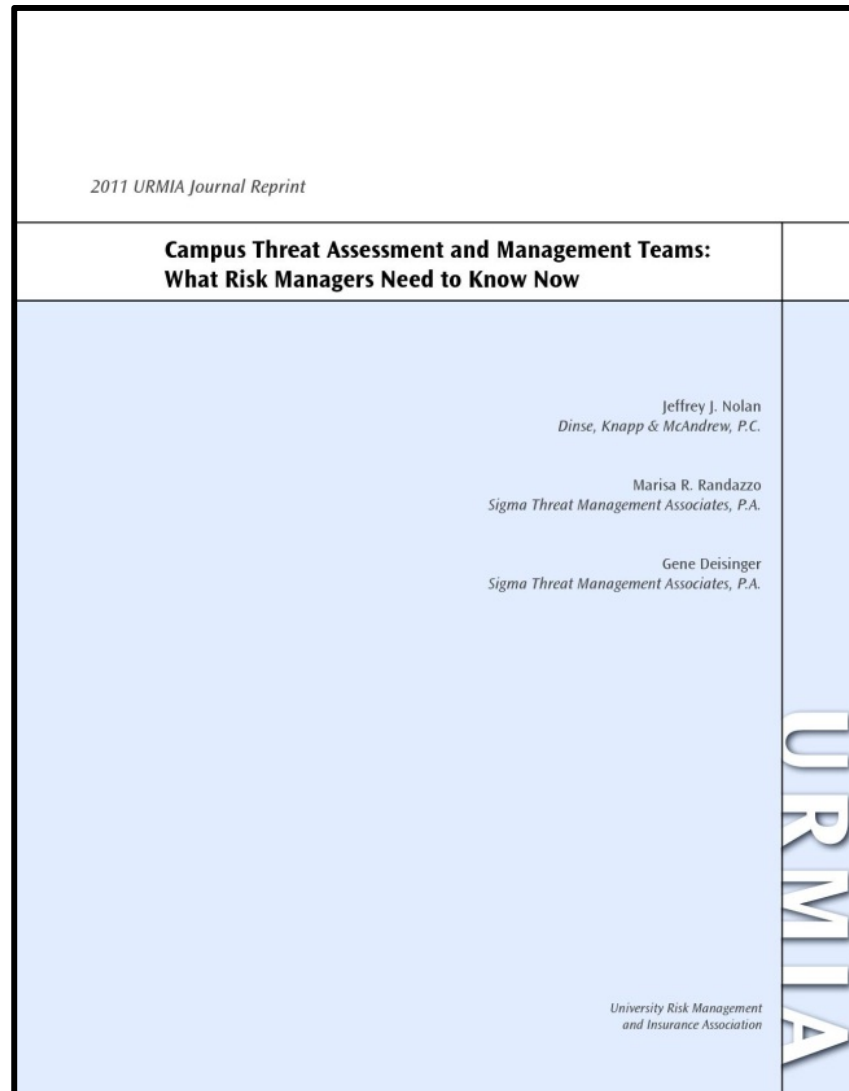 2011 URMIA Journal Reprint
Campus Threat Assessment and Management Teams:
What Risk Managers Need to Know Now
Jeffrey J. Nolan
Dinse, Knapp & McAndrew, P.C.
Marisa R. Randazzo
Sigma Threat Management Associates, P.A.
Gene Deisinger
Sigma Threat Management Associates, P.A.
URMIA
University Risk Management
and Insurance Association